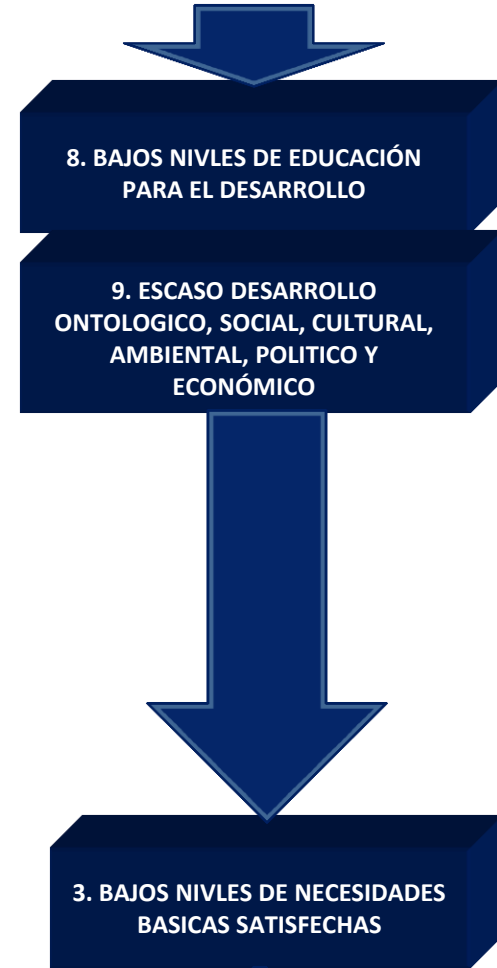 8. BAJOS NIVLES DE EDUCACIÓN
PARA EL DESARROLLO
9. ESCASO DESARROLLO
ONTOLOGICO, SOCIAL, CULTURAL,
AMBIENTAL, POLITICO Y
ECONÓMICO
3. BAJOS NIVLES DE NECESIDADES
BASICAS SATISFECHAS